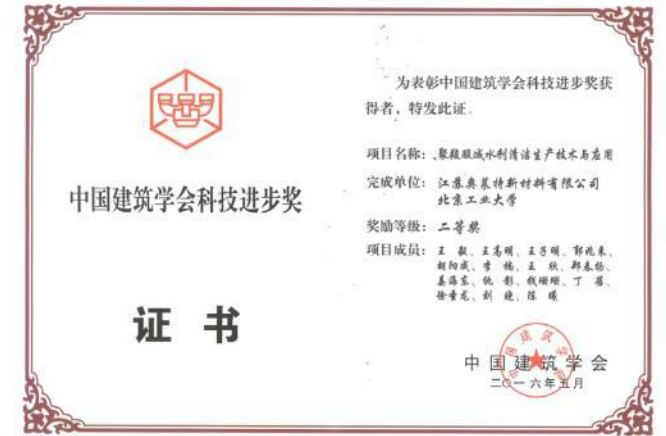 中国建筑学会科技进步奖
证书
为表彰中国建筑学会科技进步奖获
得者，特发此证。
项目名称：聚羧酸减水剂清洁生产技术与应用
完成单位：江苏奥莱特新材料有限公司
北京工业大学
奖励等级：二等奖
项目成员：王毅、王高明、王子明、郭兆来、
胡阳成、李楠、王欣、郑春扬、
姜海东、仇影、钱珊珊、丁蓓、
徐雪龙、刘晓、陈曦
中国建筑学会
二〇一六年五月